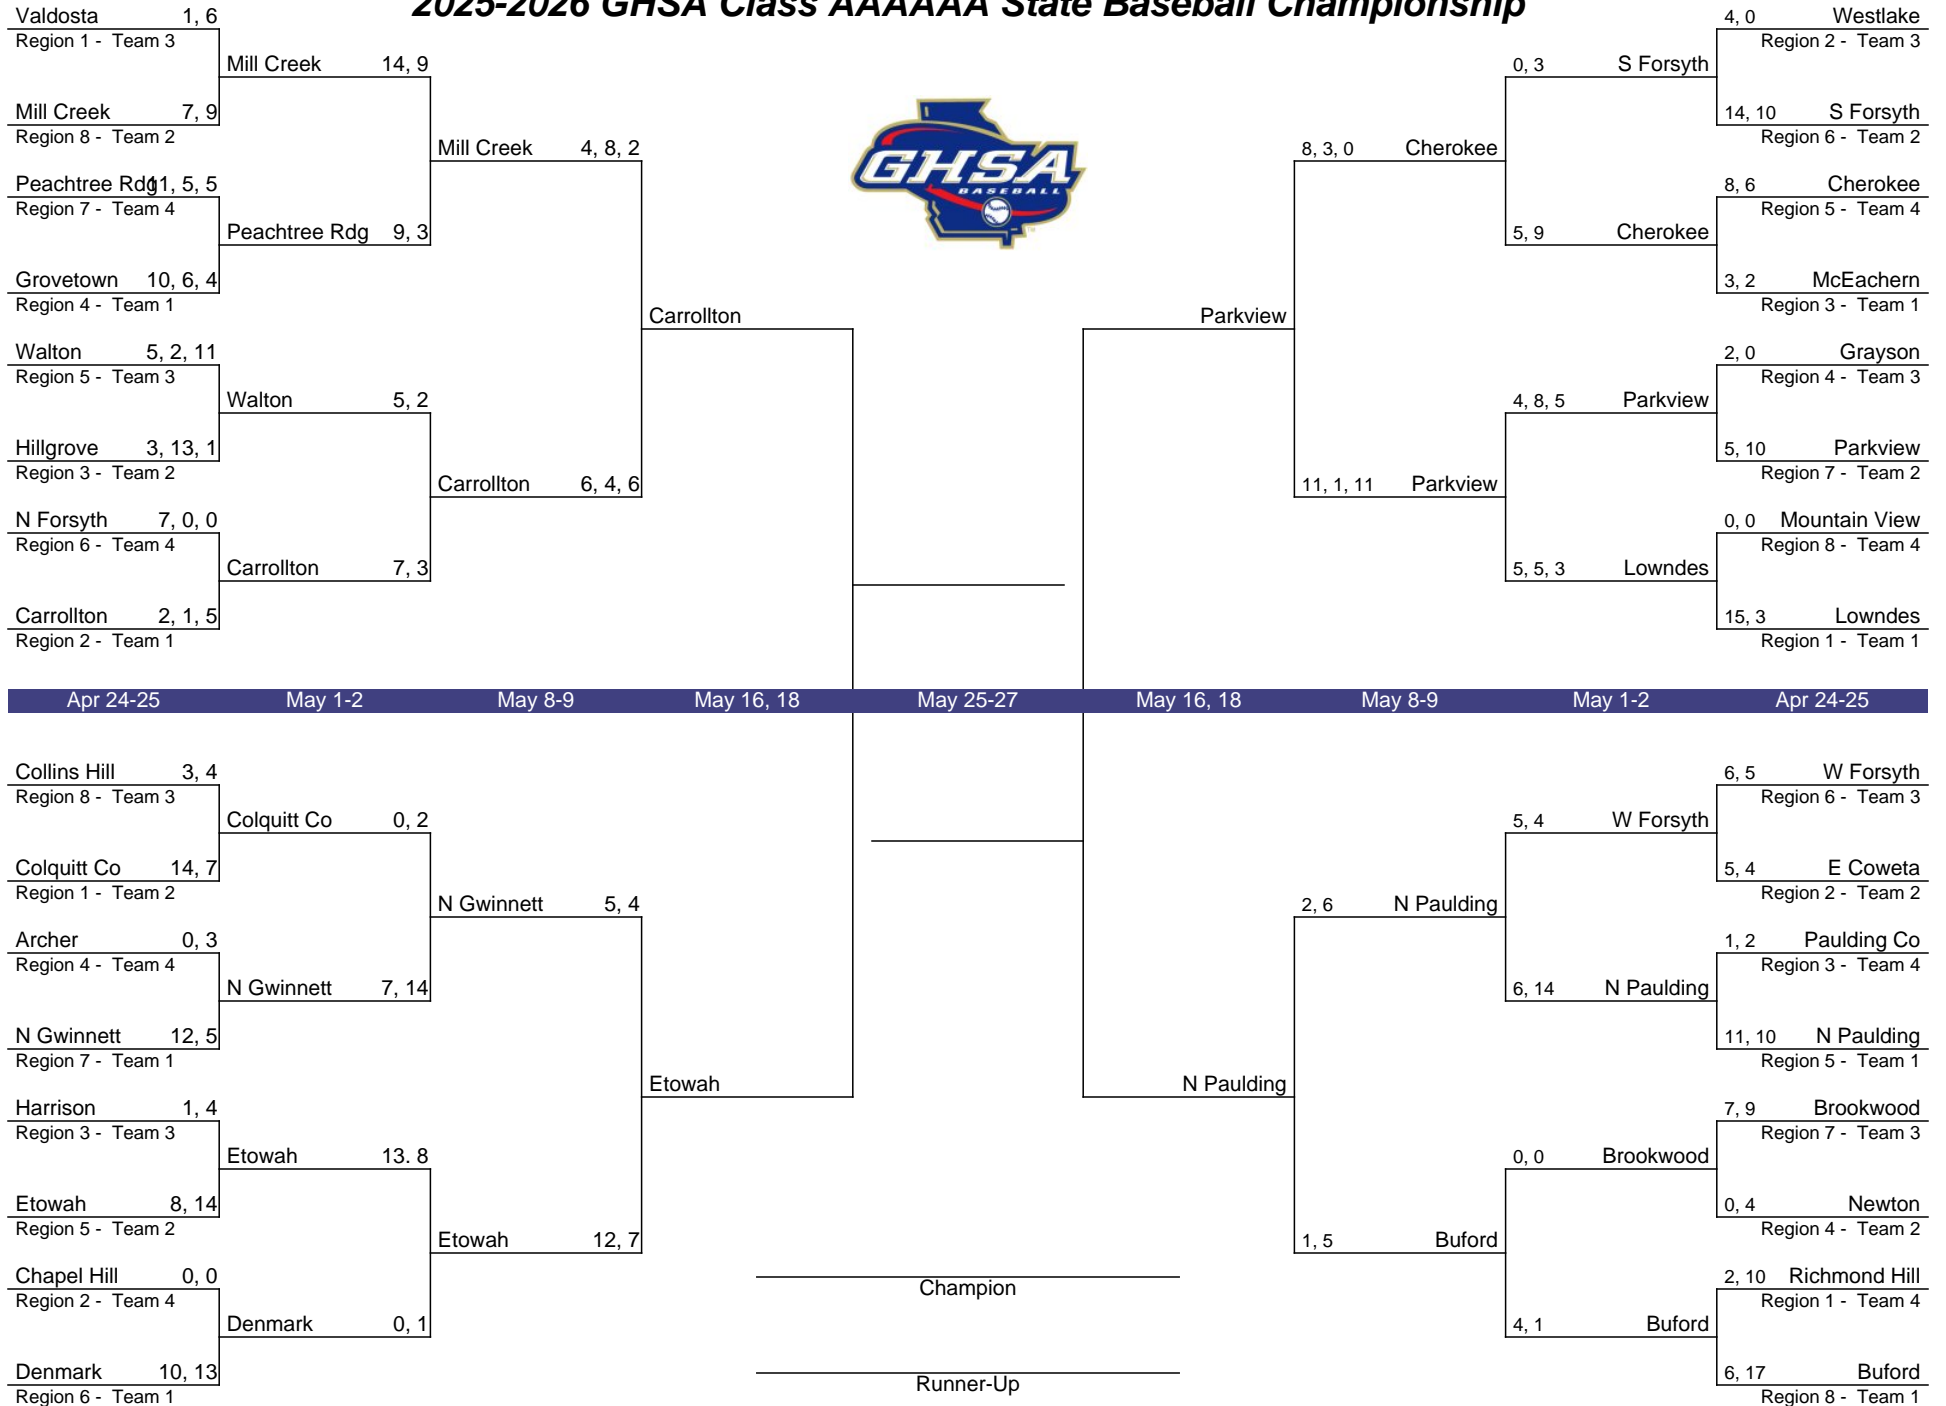 2025-2026 GHSA Class AAAAAA State Baseball Championship
Valdosta 1, 6
Region 1 - Team 3
Mill Creek 14, 9
Mill Creek 7, 9
Region 8 - Team 2
Mill Creek 4, 8, 2
Peachtree Rdg 11, 5, 5
Region 7 - Team 4
Peachtree Rdg 9, 3
Grovetown 10, 6, 4
Region 4 - Team 1
Carrollton
Walton 5, 2, 11
Region 5 - Team 3
Walton 5, 2
Hillgrove 3, 13, 1
Region 3 - Team 2
Carrollton 6, 4, 6
N Forsyth 7, 0, 0
Region 6 - Team 4
Carrollton 7, 3
Carrollton 2, 1, 5
Region 2 - Team 1
GHSA
BASEBALL
4, 0 Westlake
Region 2 - Team 3
0, 3 S Forsyth
14, 10 S Forsyth
Region 6 - Team 2
8, 3, 0 Cherokee
8, 6 Cherokee
Region 5 - Team 4
5, 9 Cherokee
3, 2 McEachern
Region 3 - Team 1
Parkview
2, 0 Grayson
Region 4 - Team 3
4, 8, 5 Parkview
5, 10 Parkview
Region 7 - Team 2
11, 1, 11 Parkview
0, 0 Mountain View
Region 8 - Team 4
5, 5, 3 Lowndes
15, 3 Lowndes
Region 1 - Team 1
Apr 24-25 May 1-2 May 8-9 May 16, 18 May 25-27 May 16, 18 May 8-9 May 1-2 Apr 24-25
Collins Hill 3, 4
Region 8 - Team 3
Colquitt Co 0, 2
Colquitt Co 14, 7
Region 1 - Team 2
N Gwinnett 5, 4
Archer 0, 3
Region 4 - Team 4
N Gwinnett 7, 14
N Gwinnett 12, 5
Region 7 - Team 1
Etowah
Harrison 1, 4
Region 3 - Team 3
Etowah 13. 8
Etowah 8, 14
Region 5 - Team 2
Etowah 12, 7
Chapel Hill 0, 0
Region 2 - Team 4
Denmark 0, 1
Denmark 10, 13
Region 6 - Team 1
Champion
Runner-Up
6, 5 W Forsyth
Region 6 - Team 3
5, 4 W Forsyth
5, 4 E Coweta
Region 2 - Team 2
2, 6 N Paulding
1, 2 Paulding Co
Region 3 - Team 4
6, 14 N Paulding
11, 10 N Paulding
Region 5 - Team 1
N Paulding
7, 9 Brookwood
Region 7 - Team 3
0, 0 Brookwood
0, 4 Newton
Region 4 - Team 2
1, 5 Buford
2, 10 Richmond Hill
Region 1 - Team 4
4, 1 Buford
6, 17 Buford
Region 8 - Team 1